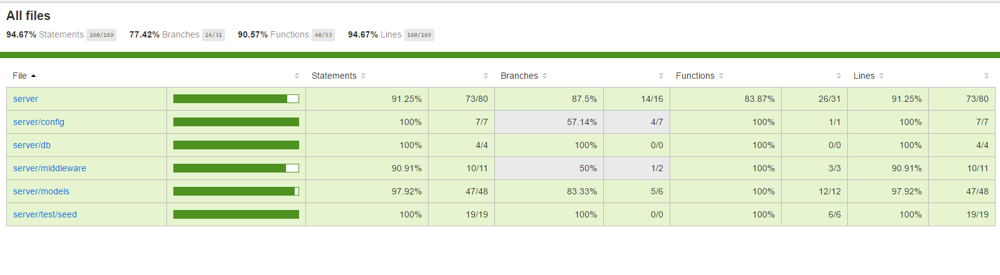 All files
94.67% Statements 160/169 77.42% Branches 24/31 90.57% Functions 48/53 94.67% Lines 160/169
File Statements Branches Functions Lines
server 91.25% 73/80 87.5% 14/16 83.87% 26/31 91.25% 73/80
server/config 100% 7/7 57.14% 4/7 100% 1/1 100% 7/7
server/db 100% 4/4 100% 0/0 100% 0/0 100% 4/4
server/middleware 90.91% 10/11 50% 1/2 100% 3/3 90.91% 10/11
server/models 97.92% 47/48 83.33% 5/6 100% 12/12 97.92% 47/48
server/test/seed 100% 19/19 100% 0/0 100% 6/6 100% 19/19